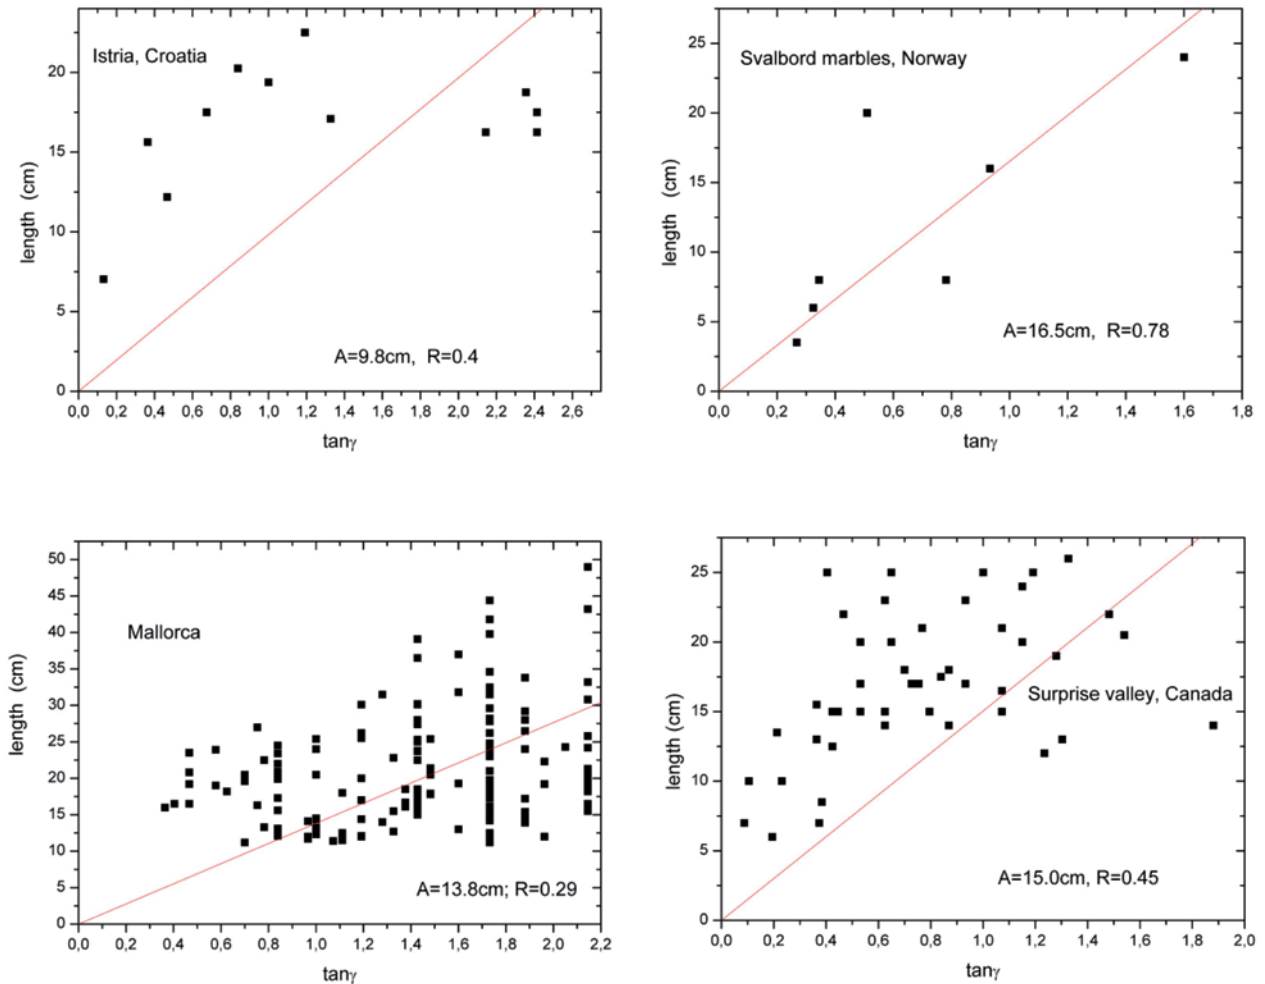 Istria, Croatia
20
15
10
5
0
length (cm)
A=9.8cm, R=0.4
0,0 0,2 0,4 0,6 0,8 1,0 1,2 1,4 1,6 1,8 2,0 2,2 2,4 2,6
tanγ
Svalbord marbles, Norway
25
20
15
10
5
0
length (cm)
A=16.5cm, R=0.78
0,0 0,2 0,4 0,6 0,8 1,0 1,2 1,4 1,6 1,8
tanγ
Mallorca
50
45
40
35
30
25
20
15
10
5
0
length (cm)
A=13.8cm; R=0.29
0,0 0,2 0,4 0,6 0,8 1,0 1,2 1,4 1,6 1,8 2,0 2,2
tanγ
25
20
15
10
5
0
length (cm)
Surprise valley, Canada
A=15.0cm, R=0.45
0,0 0,2 0,4 0,6 0,8 1,0 1,2 1,4 1,6 1,8 2,0
tanγ